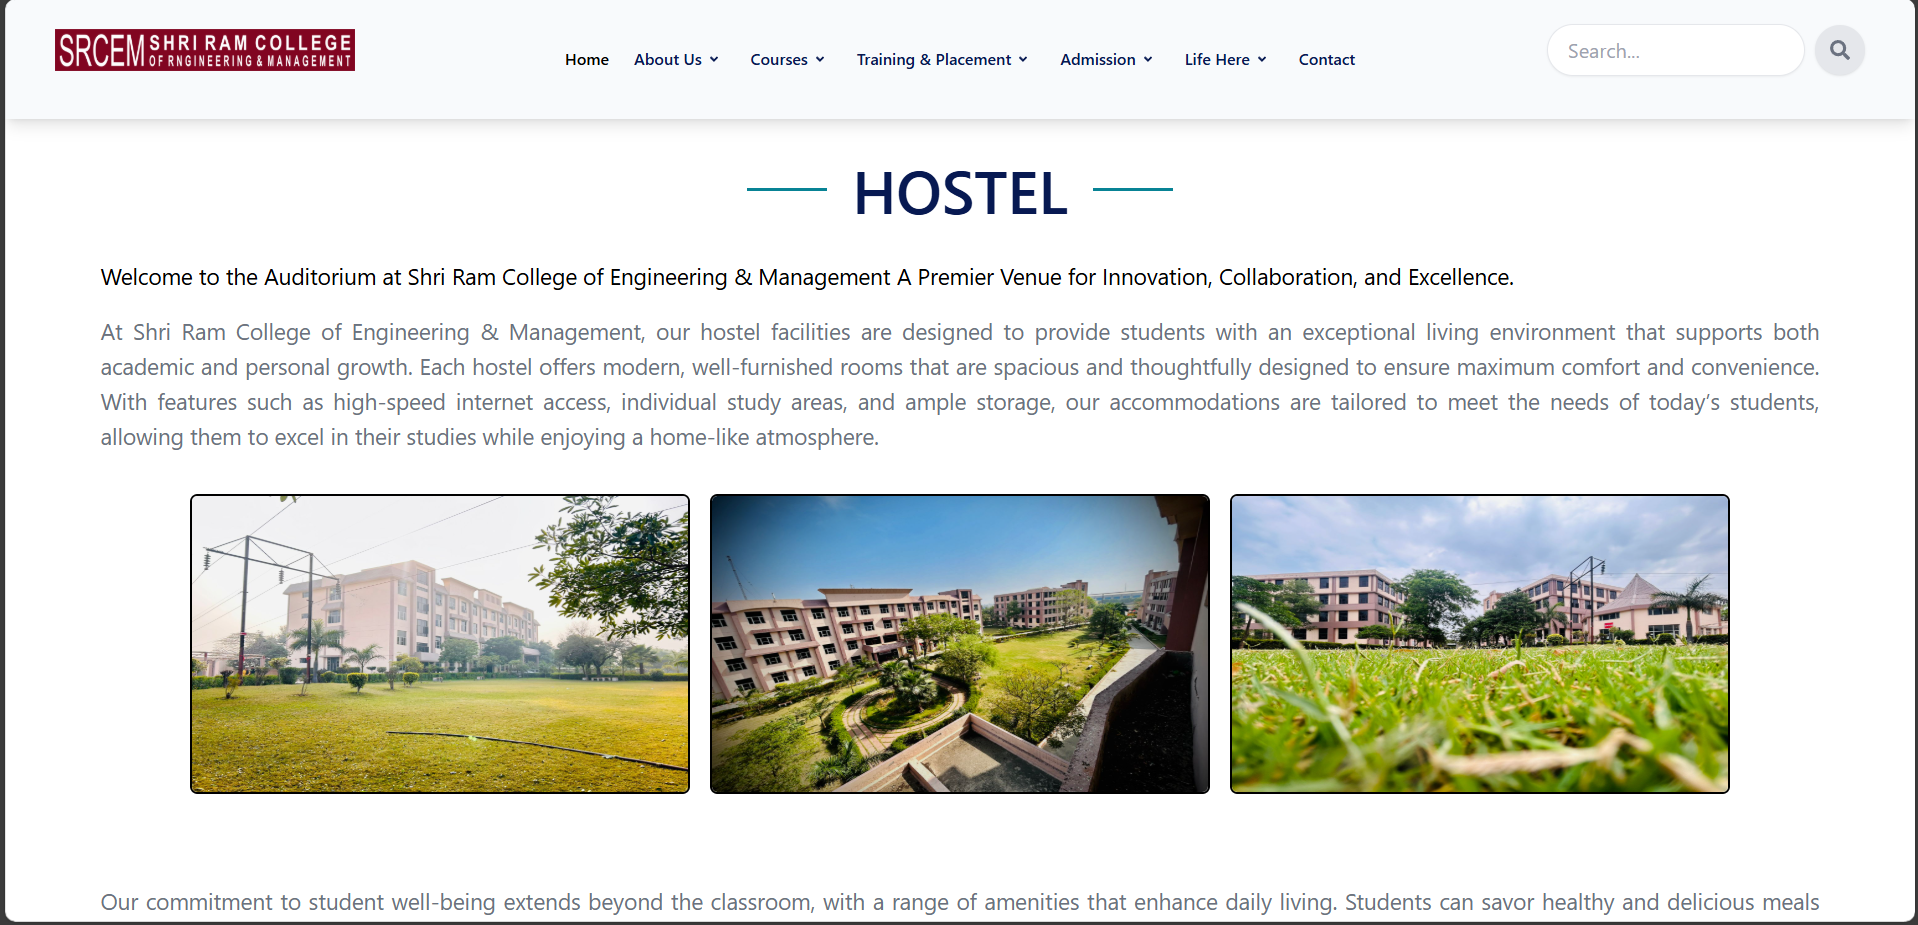 SRCEM SHRI RAM COLLEGE
OF RNGINEERING & MANAGEMENT
Home About Us Courses Training & Placement Admission Life Here Contact
Search...
HOSTEL
Welcome to the Auditorium at Shri Ram College of Engineering & Management A Premier Venue for Innovation, Collaboration, and Excellence.
At Shri Ram College of Engineering & Management, our hostel facilities are designed to provide students with an exceptional living environment that supports both
academic and personal growth. Each hostel offers modern, well-furnished rooms that are spacious and thoughtfully designed to ensure maximum comfort and convenience.
With features such as high-speed internet access, individual study areas, and ample storage, our accommodations are tailored to meet the needs of today’s students,
allowing them to excel in their studies while enjoying a home-like atmosphere.
Our commitment to student well-being extends beyond the classroom, with a range of amenities that enhance daily living. Students can savor healthy and delicious meals